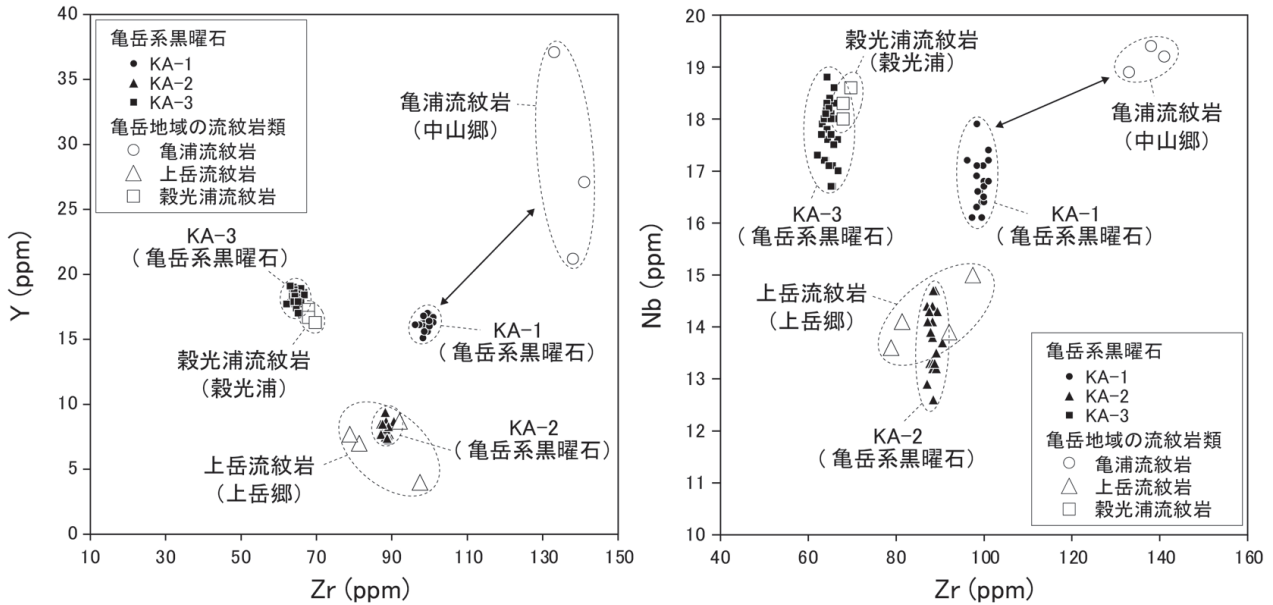 40
35
30
25
20
15
10
5
0
Y (ppm)
10
30
50
70
90
110
130
150
Zr (ppm)
亀岳系黒曜石
KA-1
KA-2
KA-3
亀岳地域の流紋岩類
亀浦流紋岩
上岳流紋岩
穀光浦流紋岩
亀浦流紋岩
(中山郷)
KA-3
(亀岳系黒曜石)
穀光浦流紋岩
(穀光浦)
KA-1
(亀岳系黒曜石)
KA-2
(亀岳系黒曜石)
上岳流紋岩
(上岳郷)
20
19
18
17
16
15
14
13
12
11
10
Nb (ppm)
40
60
80
100
120
140
160
Zr (ppm)
穀光浦流紋岩
(穀光浦)
亀浦流紋岩
(中山郷)
KA-3
(亀岳系黒曜石)
KA-1
(亀岳系黒曜石)
上岳流紋岩
(上岳郷)
KA-2
(亀岳系黒曜石)
亀岳系黒曜石
KA-1
KA-2
KA-3
亀岳地域の流紋岩類
亀浦流紋岩
上岳流紋岩
穀光浦流紋岩